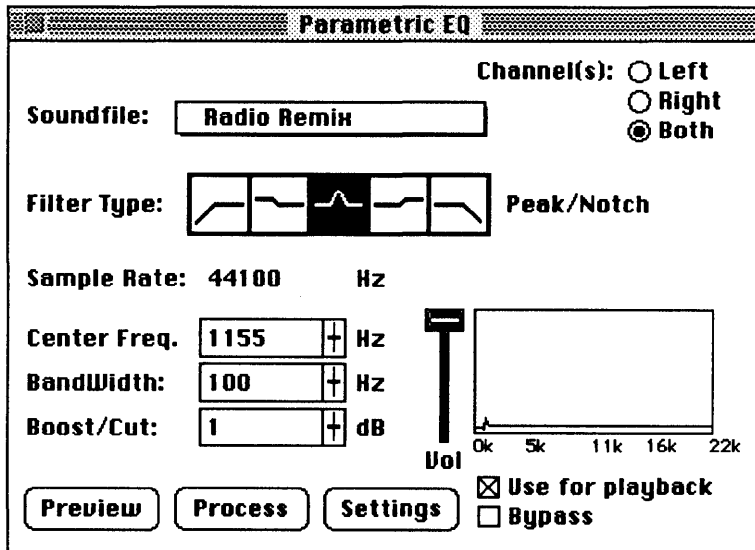 Parametric EQ
Channel(s): Left
Right
Both
Soundfile: Radio Remix
Filter Type: Peak/Notch
Sample Rate: 44100 Hz
Center Freq. 1155 Hz
BandWidth: 100 Hz
Boost/Cut: 1 dB
Vol
0k 5k 11k 16k 22k
Use for playback
Bypass
Preview Process Settings